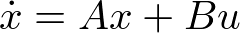 ẋ = Ax + Bu